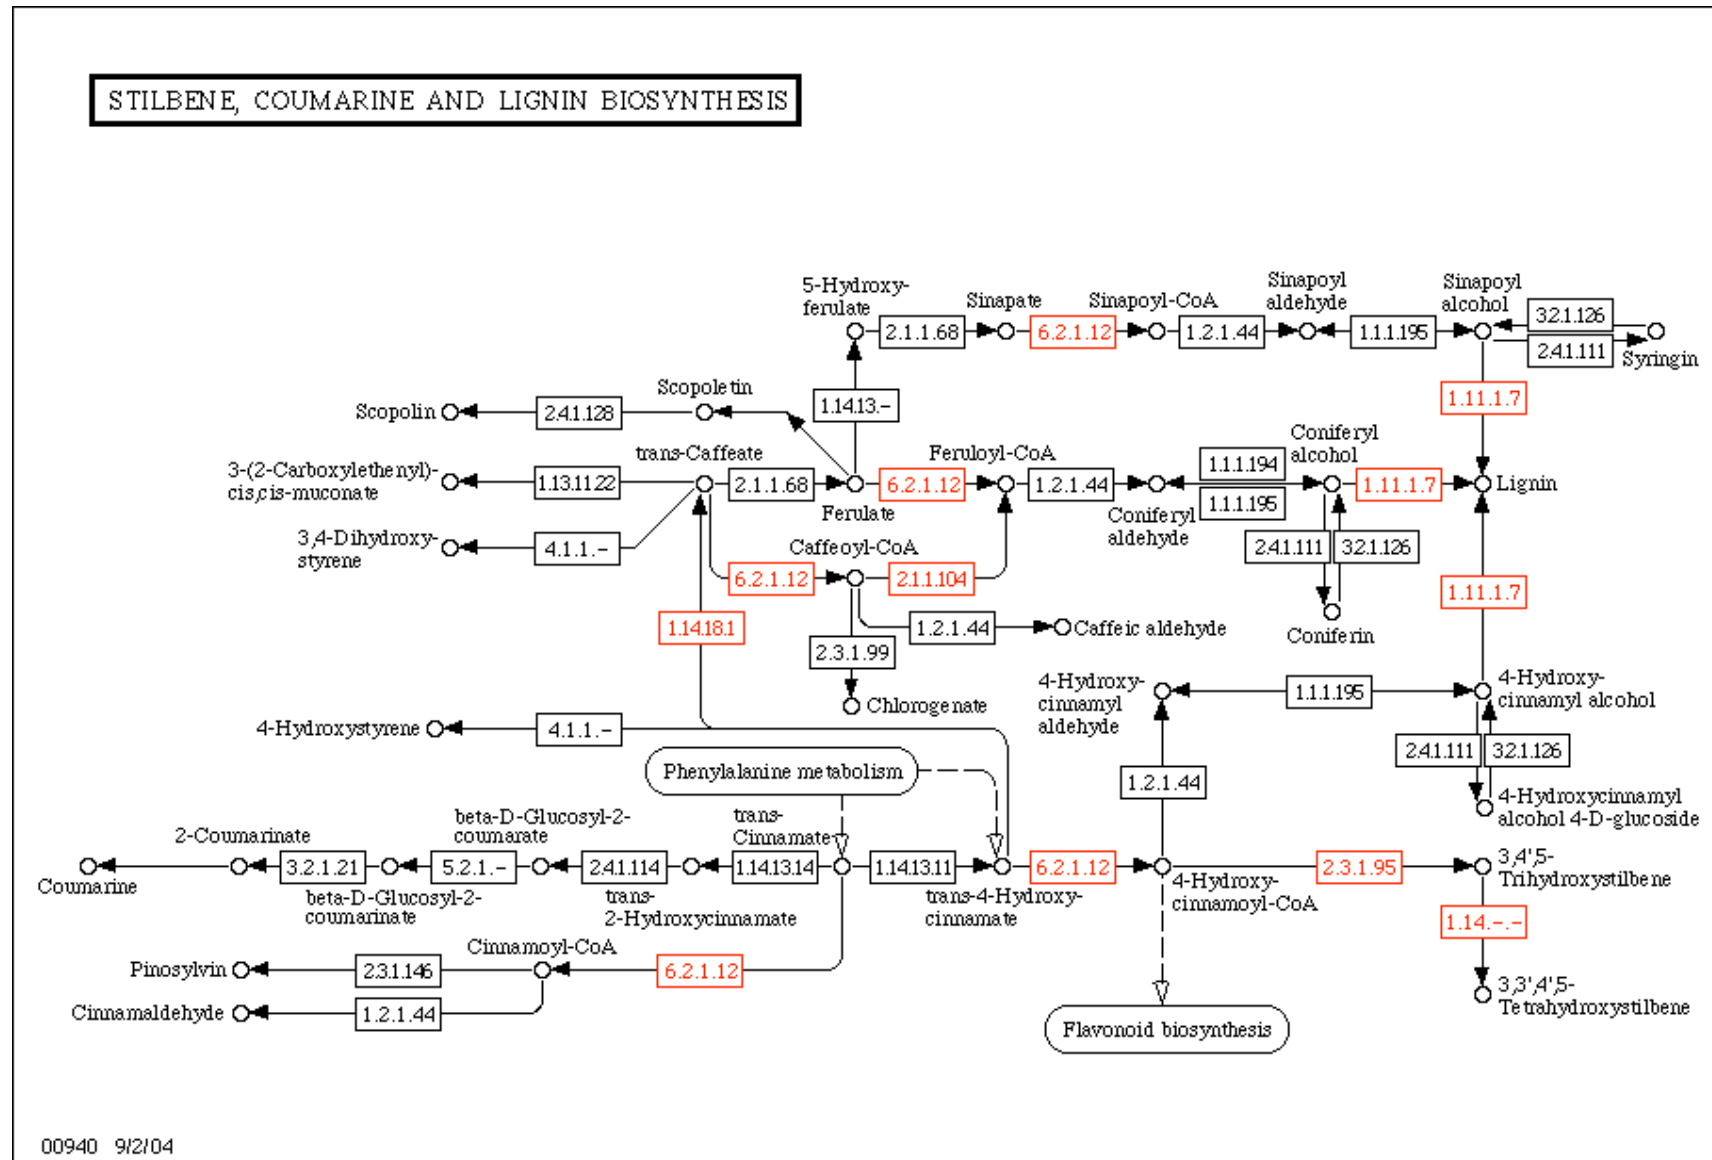 STILBENE, COUMARINE AND LIGNIN BIOSYNTHESIS
5-Hydroxy-
ferulate
Sinapate
Sinapoyl-CoA
Sinapoyl
aldehyde
Sinapoyl
alcohol
2.1.1.68
6.2.1.12
1.2.1.44
1.1.1.195
3.2.1.126
2.4.1.111
Syringin
Scopoletin
Scopolin
2.4.1.128
1.14.13.-
1.11.1.7
3-(2-Carboxylethenyl)-
cis,cis-muconate
1.13.11.22
trans-Caffeate
2.1.1.68
Ferulate
6.2.1.12
Feruloyl-CoA
1.2.1.44
Coniferyl
aldehyde
1.1.1.194
1.1.1.195
Coniferyl
alcohol
1.11.1.7
Lignin
3,4-Dihydroxy-
styrene
4.1.1.-
Caffeoyl-CoA
6.2.1.12
2.1.1.104
2.4.1.111
3.2.1.126
1.11.1.7
1.14.18.1
1.2.1.44
Caffeic aldehyde
Coniferin
2.3.1.99
Chlorogenate
4-Hydroxy-
cinnamyl
aldehyde
1.1.1.195
4-Hydroxy-
cinnamyl alcohol
4-Hydroxystyrene
4.1.1.-
2.4.1.111
3.2.1.126
Phenylalanine metabolism
1.2.1.44
4-Hydroxycinnamyl
alcohol 4-D-glucoside
2-Coumarinate
beta-D-Glucosyl-2-
coumarate
trans-
Cinnamate
Coumarine
3.2.1.21
5.2.1.-
2.4.1.114
1.14.13.14
1.14.13.11
6.2.1.12
2.3.1.95
3,4',5-
Trihydroxystilbene
beta-D-Glucosyl-2-
coumarinate
trans-
2-Hydroxycinnamate
trans-4-Hydroxy-
cinnamate
4-Hydroxy-
cinnamoyl-CoA
1.14.-.-
Cinnamoyl-CoA
Pinosylvin
2.3.1.146
6.2.1.12
Cinnamaldehyde
1.2.1.44
3,3',4',5-
Tetrahydroxystilbene
Flavonoid biosynthesis
00940 9/2/04